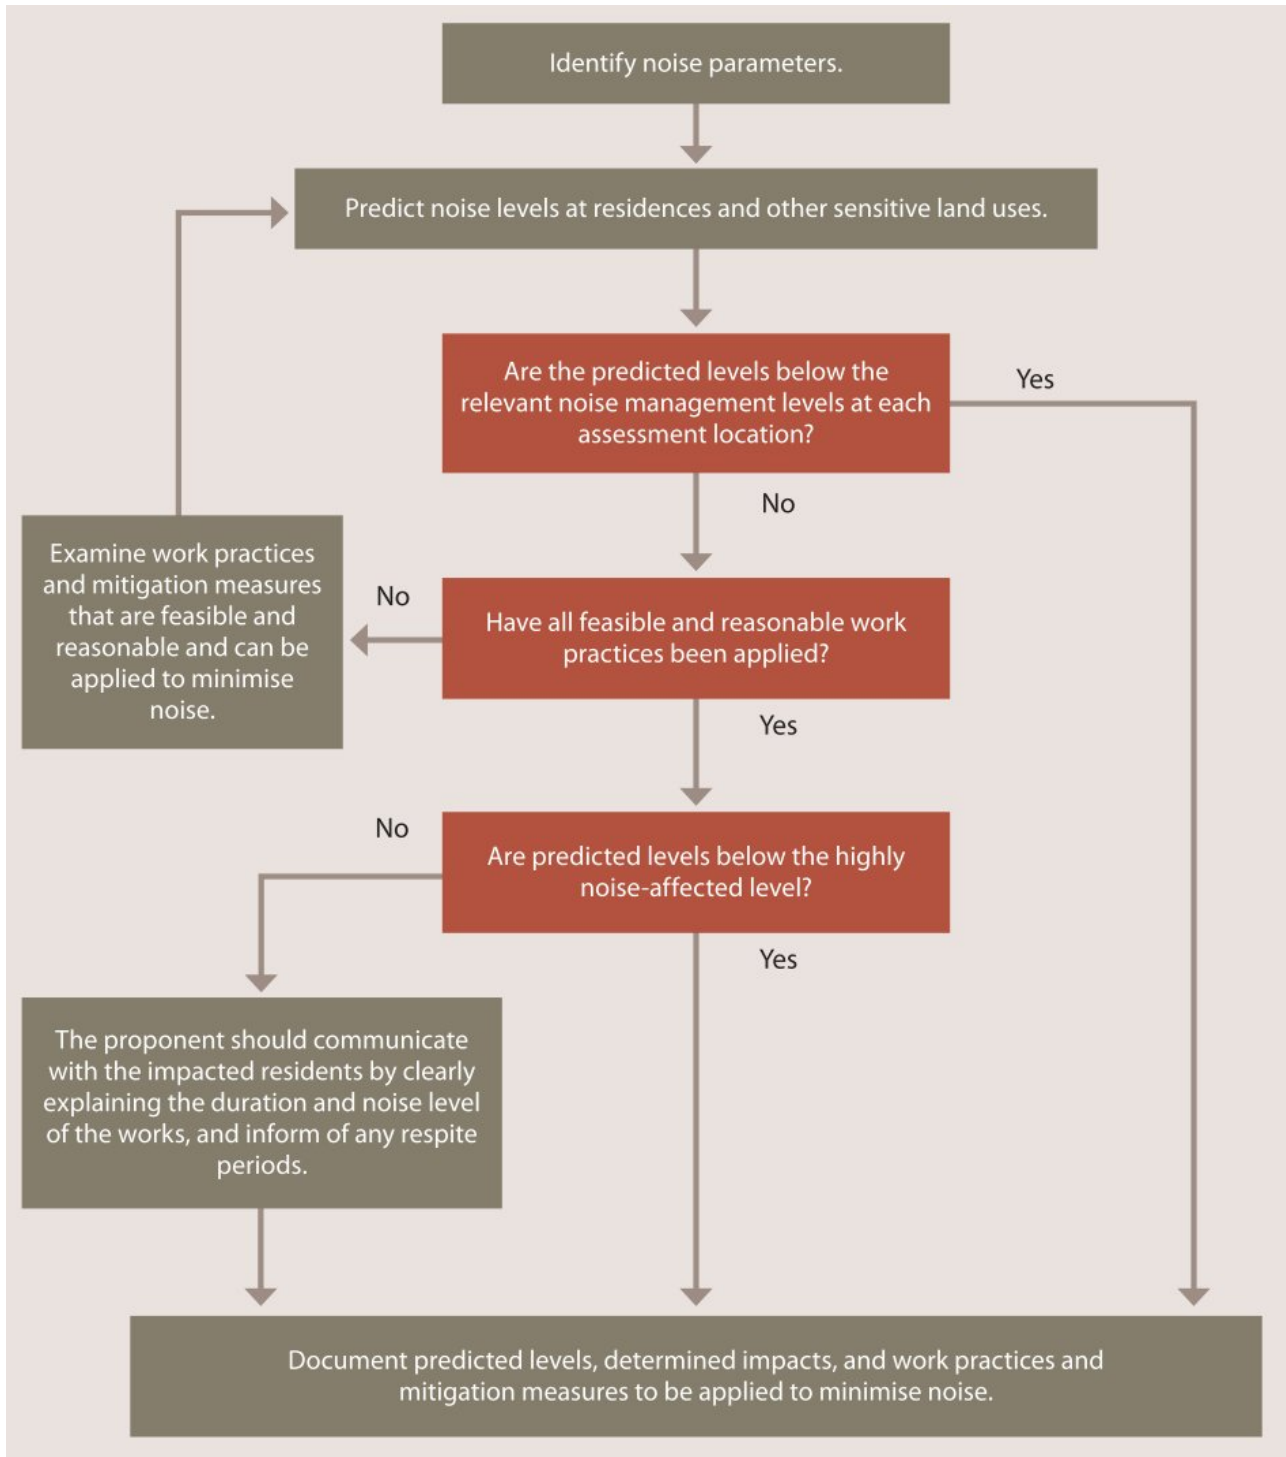 Identify noise parameters.
Predict noise levels at residences and other sensitive land uses.
Are the predicted levels below the
relevant noise management levels at each
assessment location?
Yes
No
Examine work practices
and mitigation measures
that are feasible and
reasonable and can be
applied to minimise
noise.
No
Have all feasible and reasonable work
practices been applied?
Yes
No
Are predicted levels below the highly
noise-affected level?
Yes
The proponent should communicate
with the impacted residents by clearly
explaining the duration and noise level
of the works, and inform of any respite
periods.
Document predicted levels, determined impacts, and work practices and
mitigation measures to be applied to minimise noise.